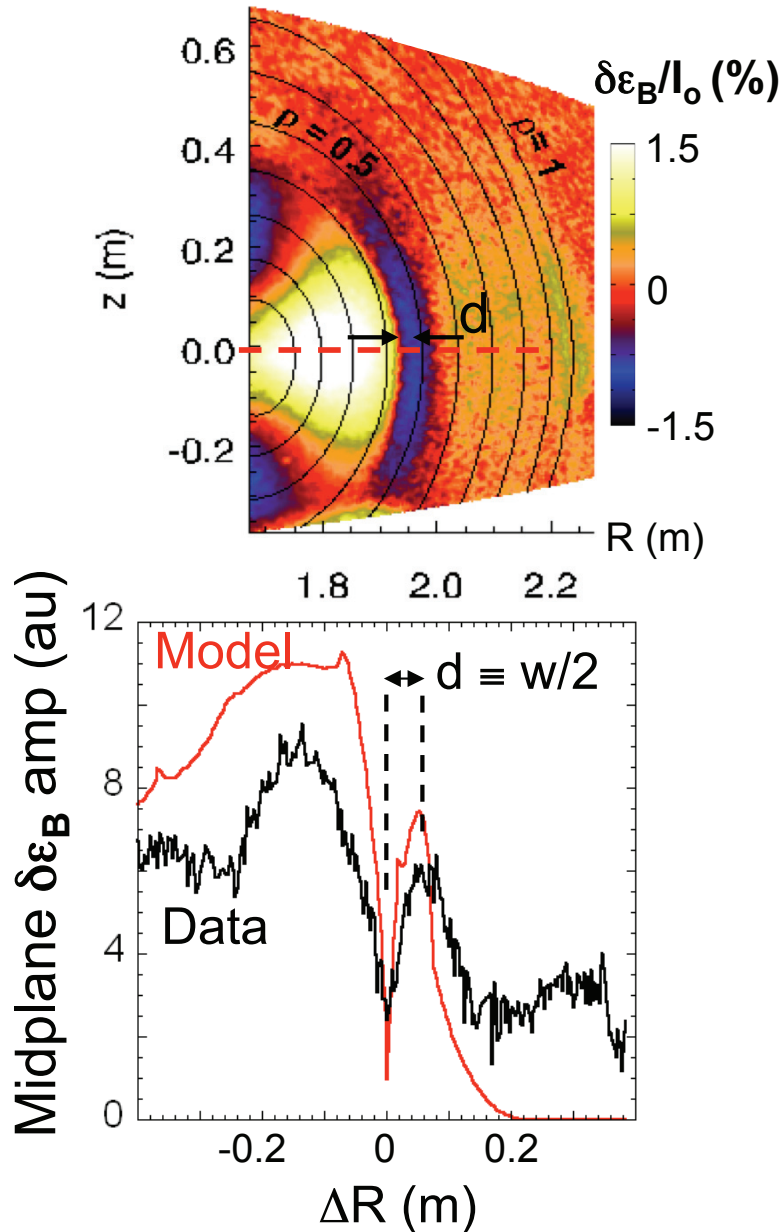 δε_B/I_o (%)
0.6
0.4
0.2
0.0
-0.2
z (m)
ρ = 0.5
ρ = 1
d
1.5
0
-1.5
R (m)
1.8 2.0 2.2
12
8
4
0
Midplane δε_B amp (au)
Model
d ≡ w/2
Data
-0.2 0 0.2
ΔR (m)